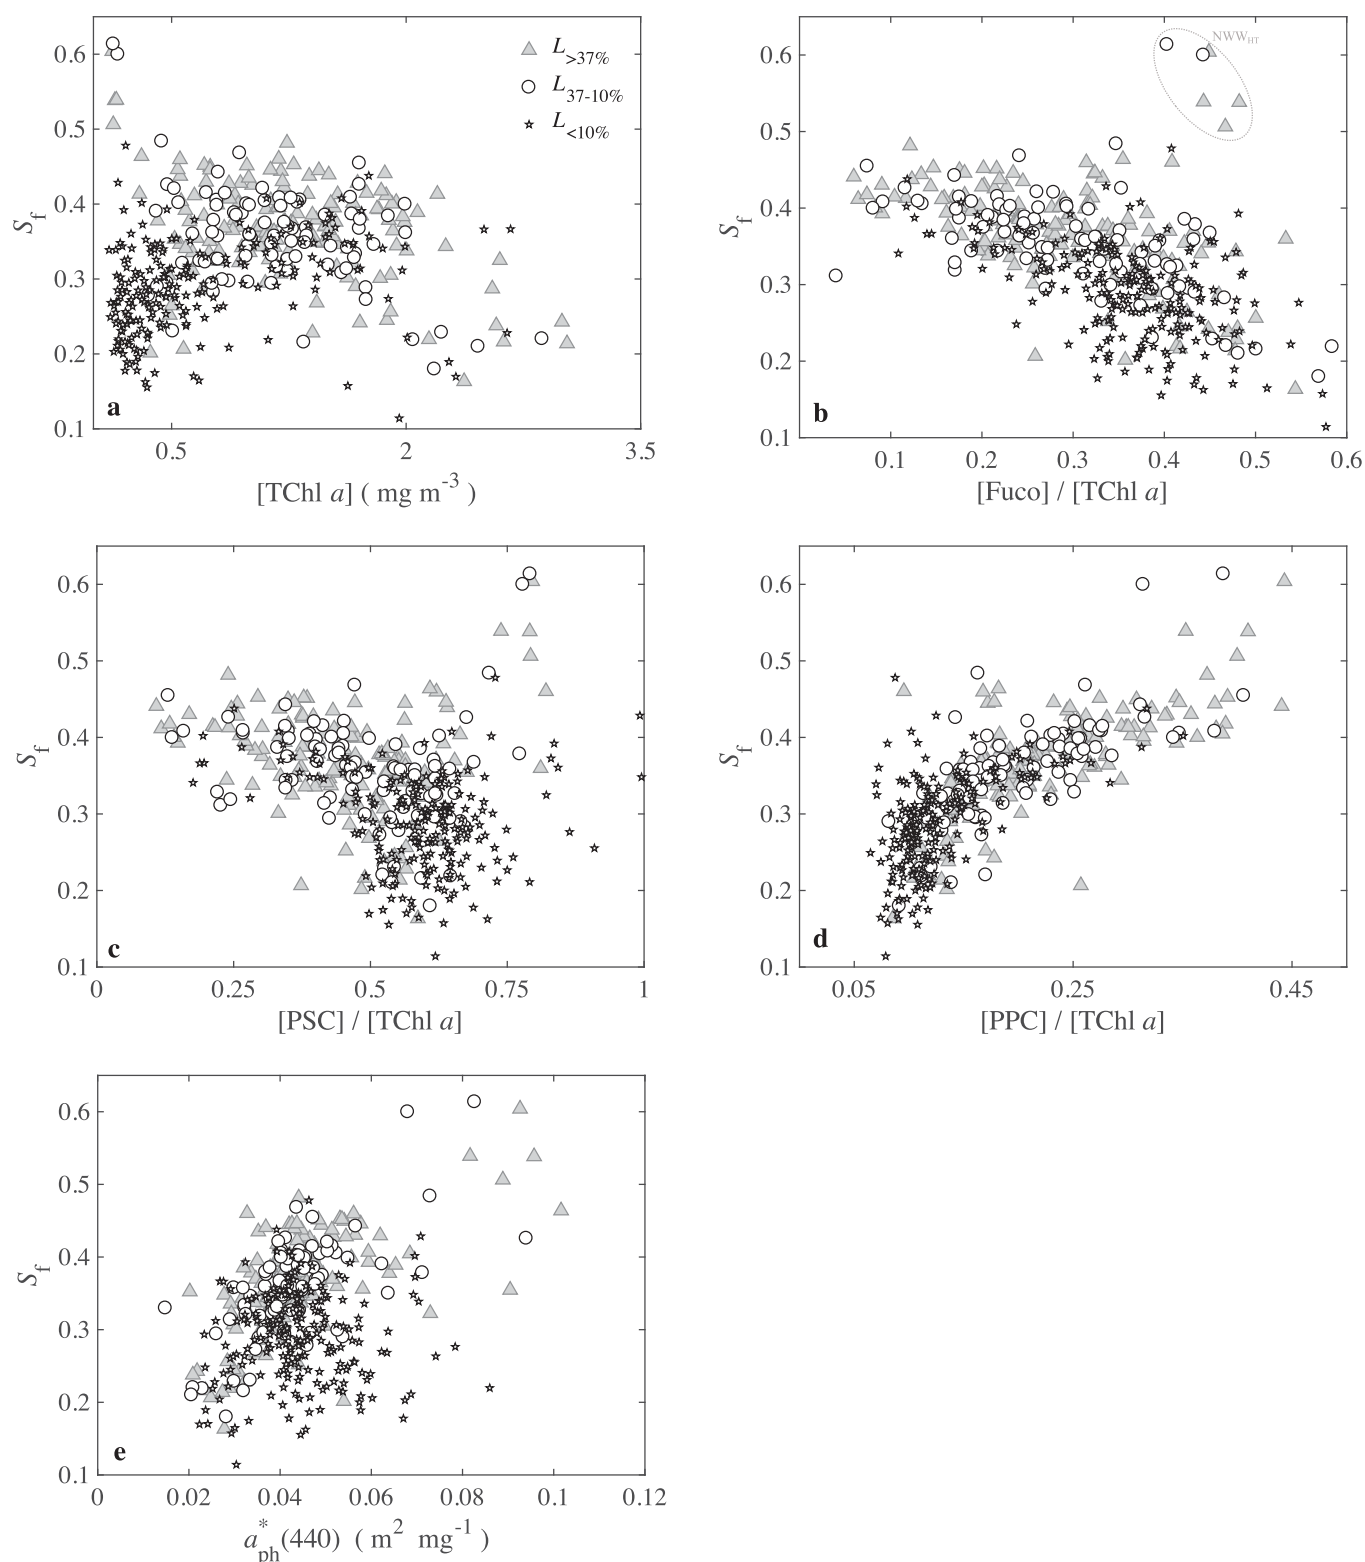 0.6
0.5
0.4
0.3
0.2
0.1
S_f
L_>37%
L_37-10%
L_<10%
a
0.5 2 3.5
[TChl a] ( mg m^-3 )
0.6
0.5
0.4
0.3
0.2
0.1
S_f
NWW_HT
b
0.1 0.2 0.3 0.4 0.5 0.6
[Fuco] / [TChl a]
0.6
0.5
0.4
0.3
0.2
0.1
S_f
c
0 0.25 0.5 0.75 1
[PSC] / [TChl a]
0.6
0.5
0.4
0.3
0.2
0.1
S_f
d
0.05 0.25 0.45
[PPC] / [TChl a]
0.6
0.5
0.4
0.3
0.2
0.1
S_f
e
0 0.02 0.04 0.06 0.08 0.1 0.12
a*_ph(440) ( m^2 mg^-1 )